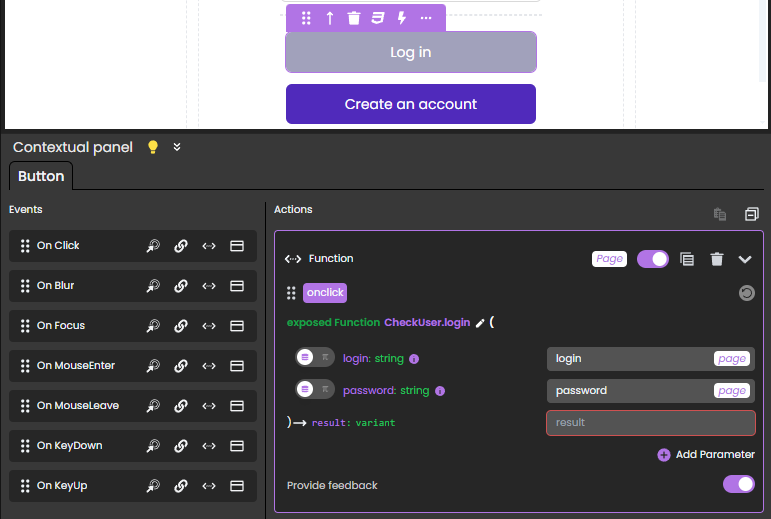 Log in
Create an account
Contextual panel
Button
Events
Actions
On Click
On Blur
On Focus
On MouseEnter
On MouseLeave
On KeyDown
On KeyUp
Function
Page
onclick
exposed Function CheckUser.login (
login: string
login
page
password: string
password
page
) result: variant
result
Add Parameter
Provide feedback